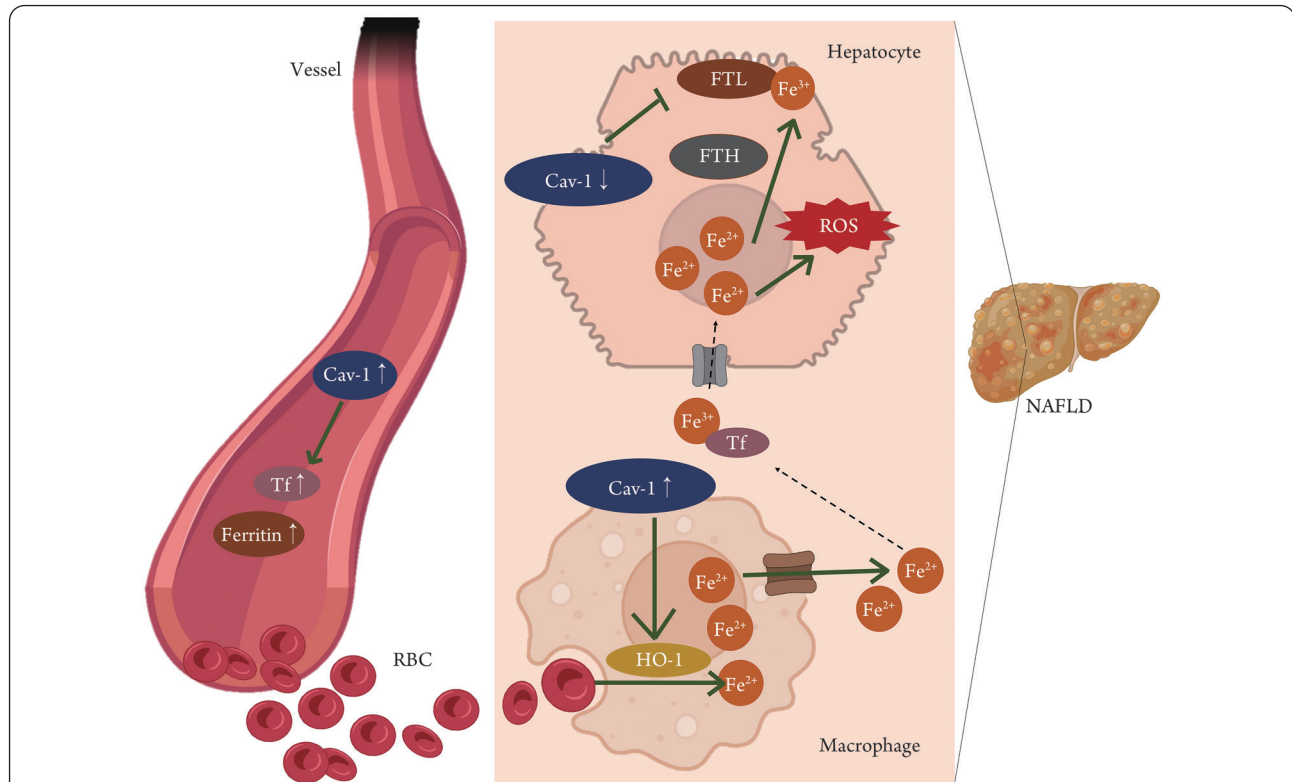 Vessel
Cav-1 ↑
Tf ↑
Ferritin ↑
RBC
Hepatocyte
FTL
Fe³⁺
FTH
Cav-1 ↓
ROS
Fe²⁺
Fe²⁺
Fe²⁺
Fe³⁺
Tf
Cav-1 ↑
Fe²⁺
Fe²⁺
Fe²⁺
Fe²⁺
HO-1
Fe²⁺
Macrophage
NAFLD